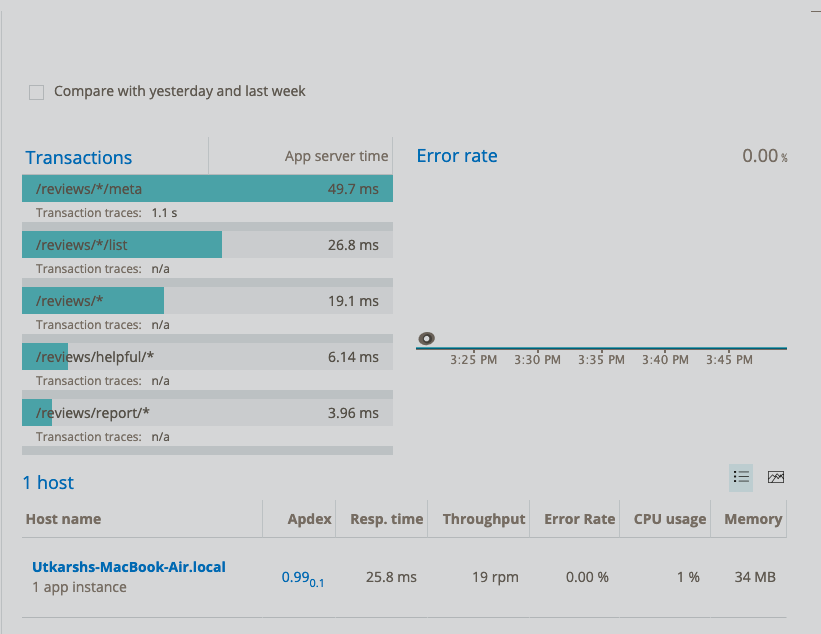 Compare with yesterday and last week
Transactions App server time
/reviews/*/meta 49.7 ms
Transaction traces: 1.1 s
/reviews/*/list 26.8 ms
Transaction traces: n/a
/reviews/* 19.1 ms
Transaction traces: n/a
/reviews/helpful/* 6.14 ms
Transaction traces: n/a
/reviews/report/* 3.96 ms
Transaction traces: n/a
Error rate 0.00 %
3:25 PM 3:30 PM 3:35 PM 3:40 PM 3:45 PM
1 host
Host name Apdex Resp. time Throughput Error Rate CPU usage Memory
Utkarshs-MacBook-Air.local 0.99 0.1 25.8 ms 19 rpm 0.00 % 1 % 34 MB
1 app instance